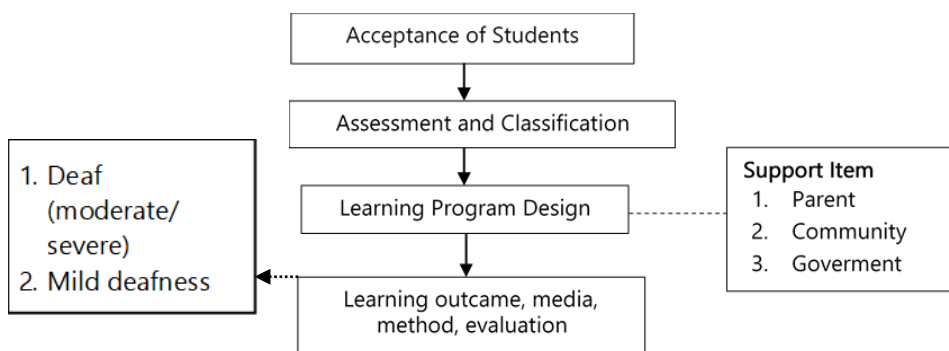 Acceptance of Students
Assessment and Classification
Learning Program Design
Learning outcame, media,
method, evaluation
1. Deaf
(moderate/
severe)
2. Mild deafness
Support Item
1. Parent
2. Community
3. Goverment